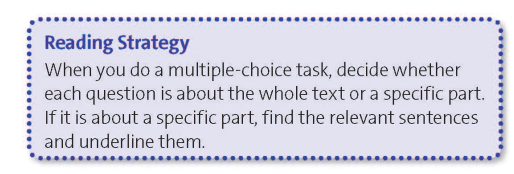 Reading Strategy
When you do a multiple-choice task, decide whether
each question is about the whole text or a specific part.
If it is about a specific part, find the relevant sentences
and underline them.